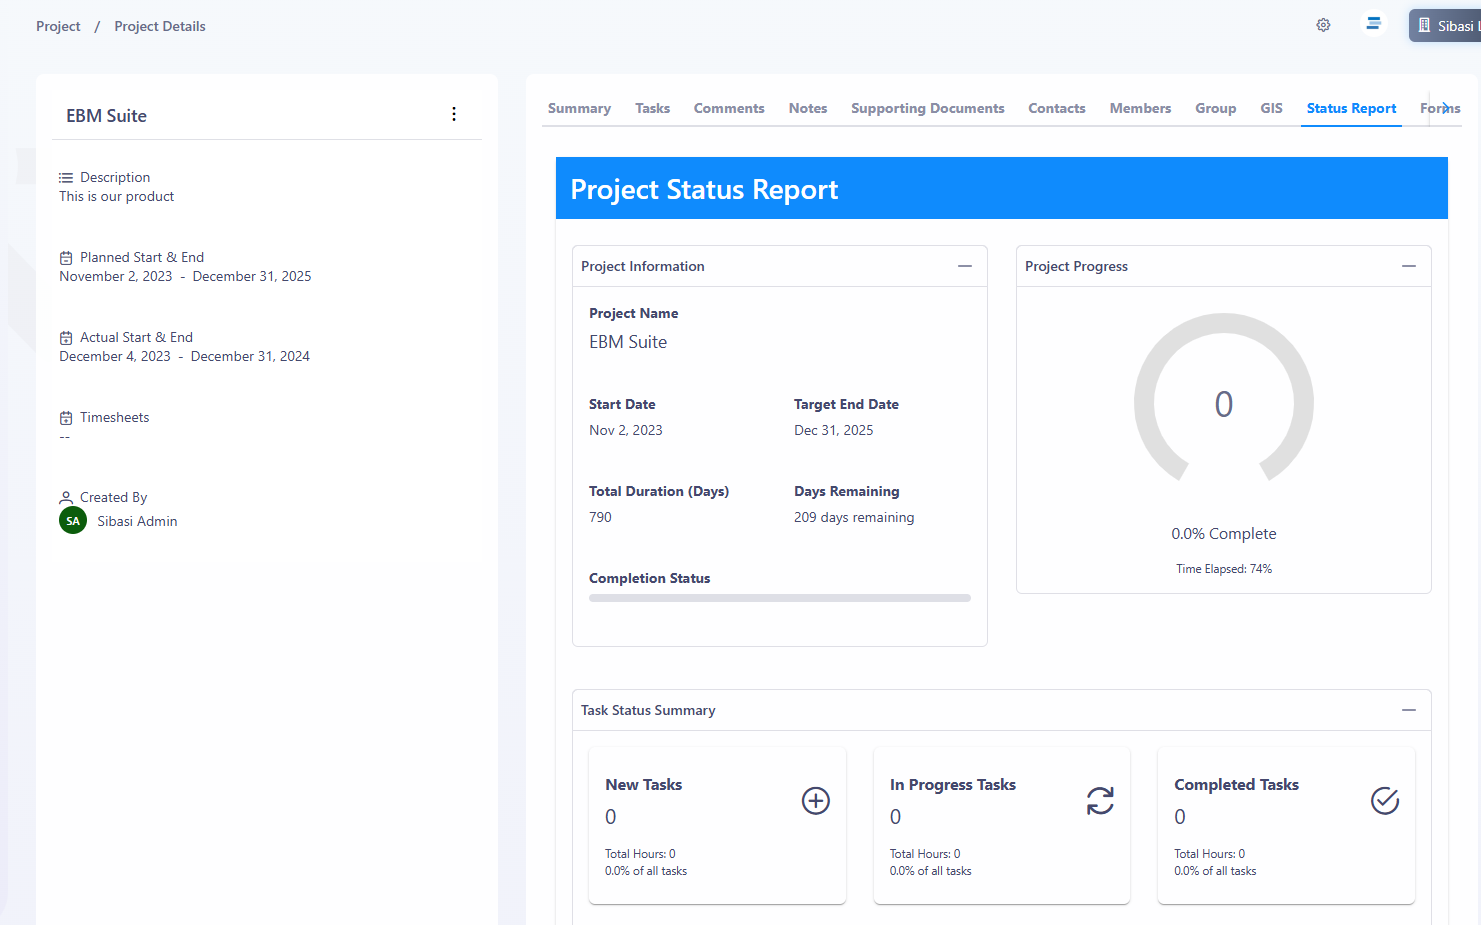 Project / Project Details
Sibasi L
EBM Suite
Description
This is our product
Planned Start & End
November 2, 2023 - December 31, 2025
Actual Start & End
December 4, 2023 - December 31, 2024
Timesheets
--
Created By
SA Sibasi Admin
Summary Tasks Comments Notes Supporting Documents Contacts Members Group GIS Status Report Forms
Project Status Report
Project Information
Project Name
EBM Suite
Start Date Target End Date
Nov 2, 2023 Dec 31, 2025
Total Duration (Days) Days Remaining
790 209 days remaining
Completion Status
Project Progress
0
0.0% Complete
Time Elapsed: 74%
Task Status Summary
New Tasks
0
Total Hours: 0
0.0% of all tasks
In Progress Tasks
0
Total Hours: 0
0.0% of all tasks
Completed Tasks
0
Total Hours: 0
0.0% of all tasks